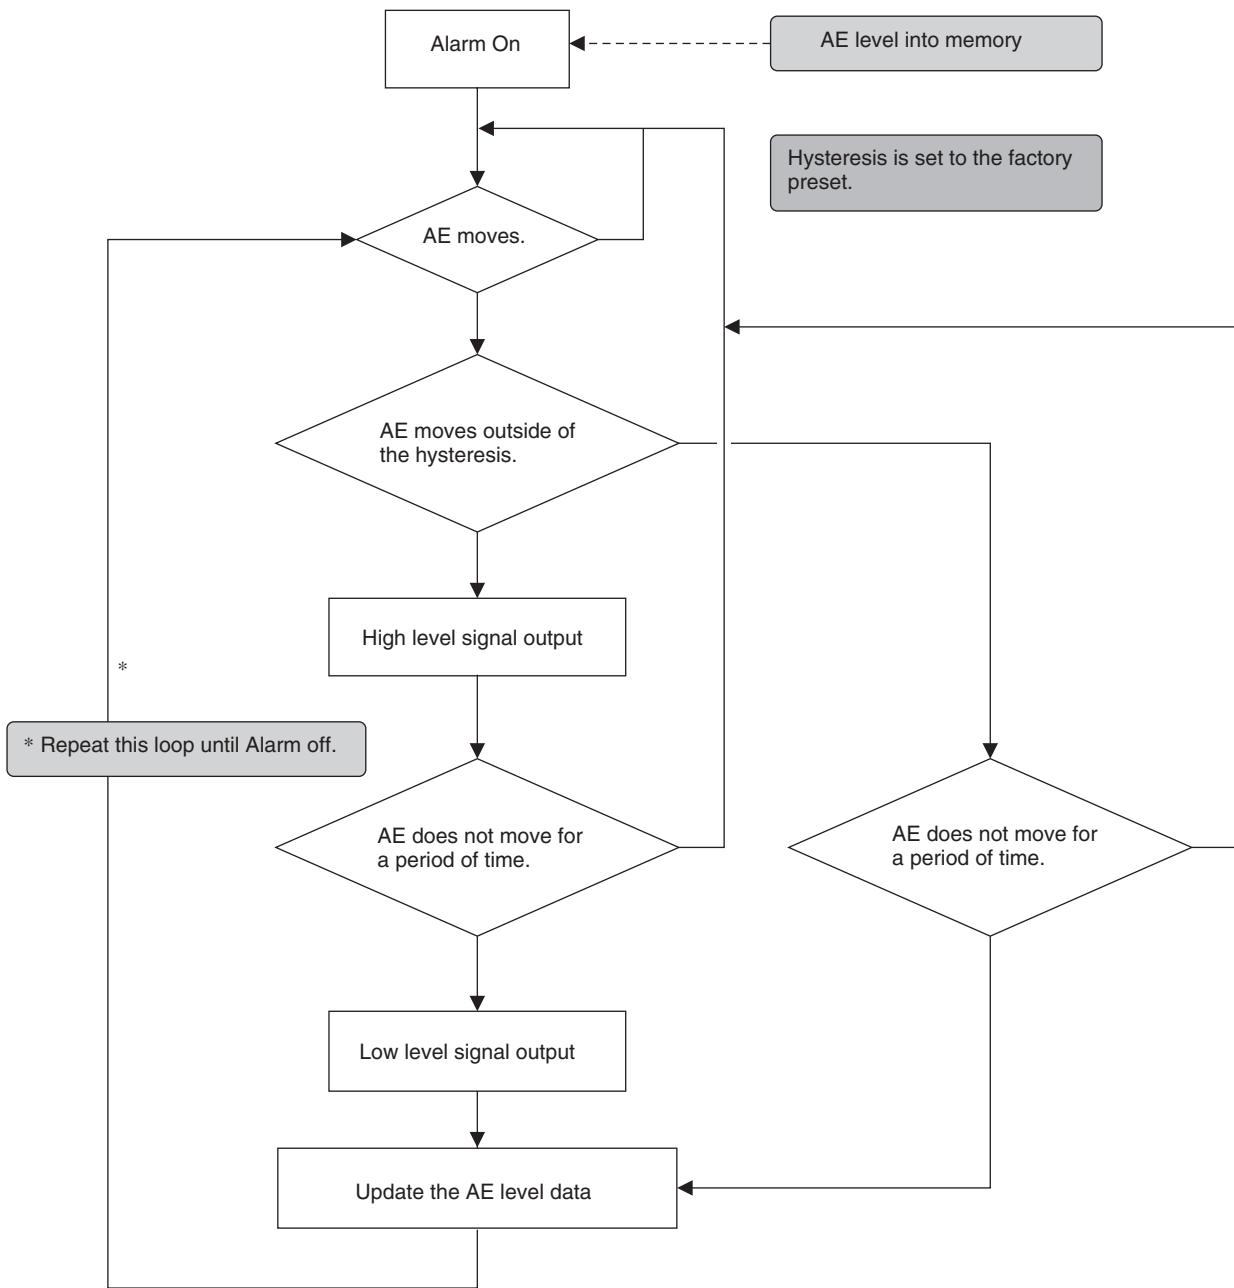 Alarm On
AE level into memory
Hysteresis is set to the factory
preset.
AE moves.
AE moves outside of
the hysteresis.
High level signal output
*
* Repeat this loop until Alarm off.
AE does not move for
a period of time.
AE does not move for
a period of time.
Low level signal output
Update the AE level data